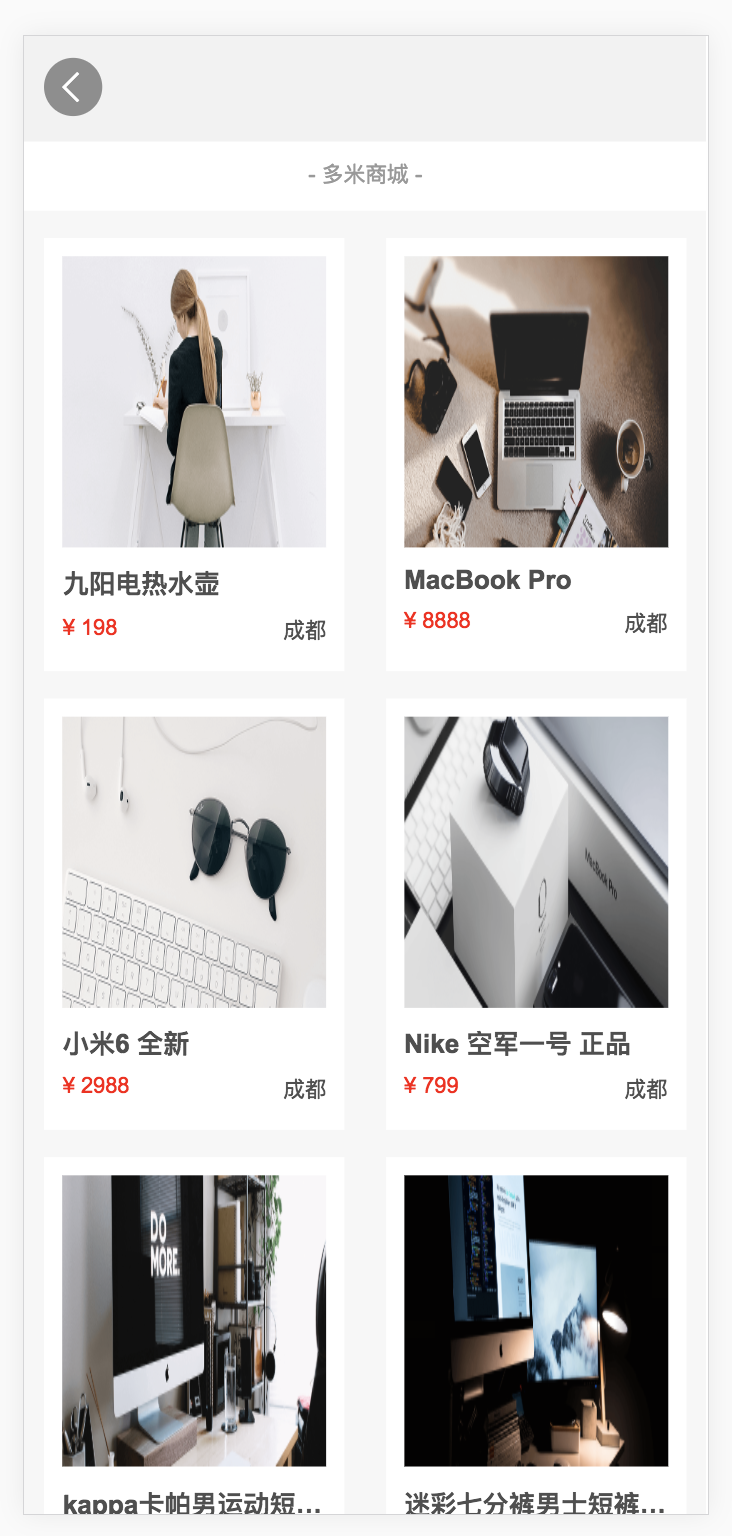 - 多米商城 -
九阳电热水壶
¥ 198
成都
MacBook Pro
¥ 8888
成都
MacBook Pro
小米6 全新
¥ 2988
成都
Nike 空军一号 正品
¥ 799
成都
DO
MORE.
kappa卡帕男运动短...
迷彩七分裤男士短裤...